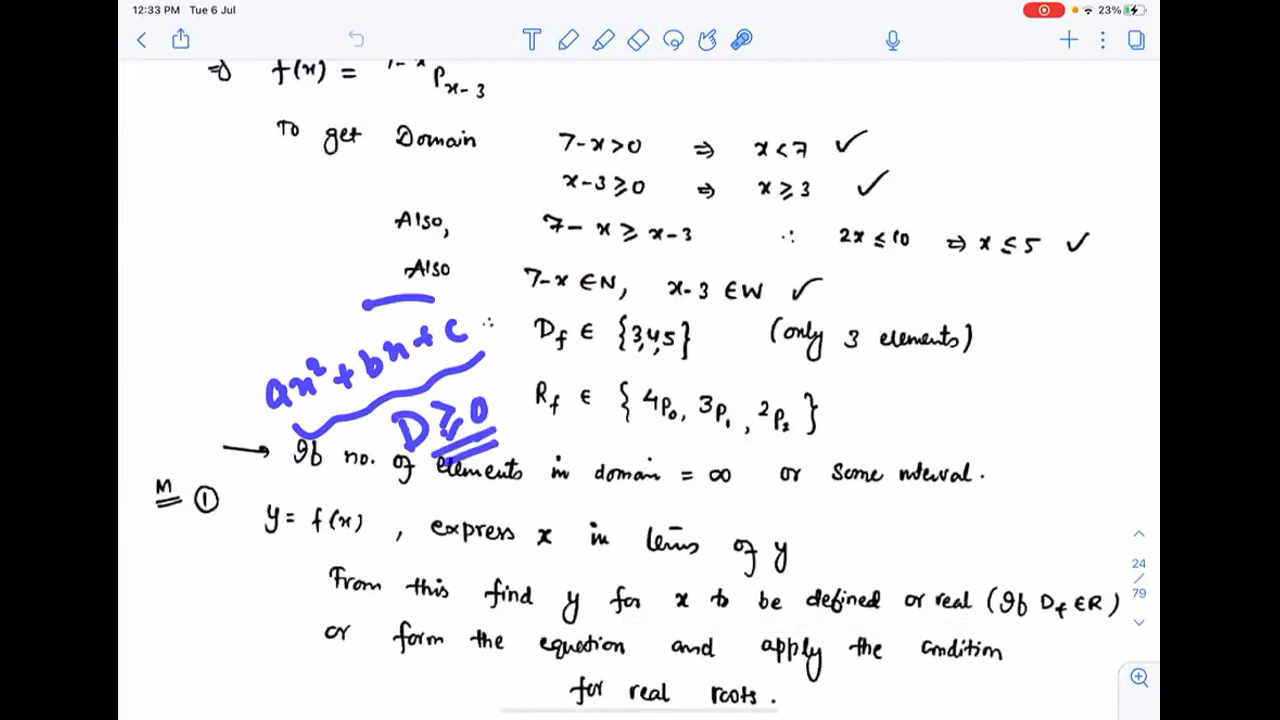 12:33 PM Tue 6 Jul
23%
⇒ f(x) = 7-x P x-3
To get Domain 7-x>0 ⇒ x<7 ✓
x-3≥0 ⇒ x≥3 ✓
Also, 7-x≥x-3 ∴ 2x≤10 ⇒ x≤5 ✓
Also 7-x ∈N, x-3 ∈W ✓
∴ Df ∈ {3,4,5} (only 3 elements)
ax²+bx+c
Rf ∈ {4P0, 3P1, 2P2}
D≥0
→ If no. of elements in domain = ∞ or some interval.
M ①
y= f(x), express x in terms of y
24
/
79
From this find y for x to be defined or real (If Df ∈R)
or form the equation and apply the condition
for real roots.